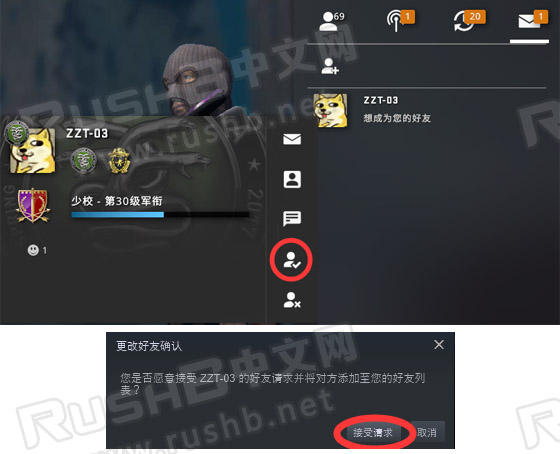 69
1
20
1
ZZT-03
想成为您的好友
ZZT-03
少校 - 第30级军衔
1
RUSHB中文网
www.rushb.net
更改好友确认
您是否愿意接受 ZZT-03 的好友请求并将对方添加至您的好友列
表？
接受请求
取消
RUSHB中文网
rushb.net